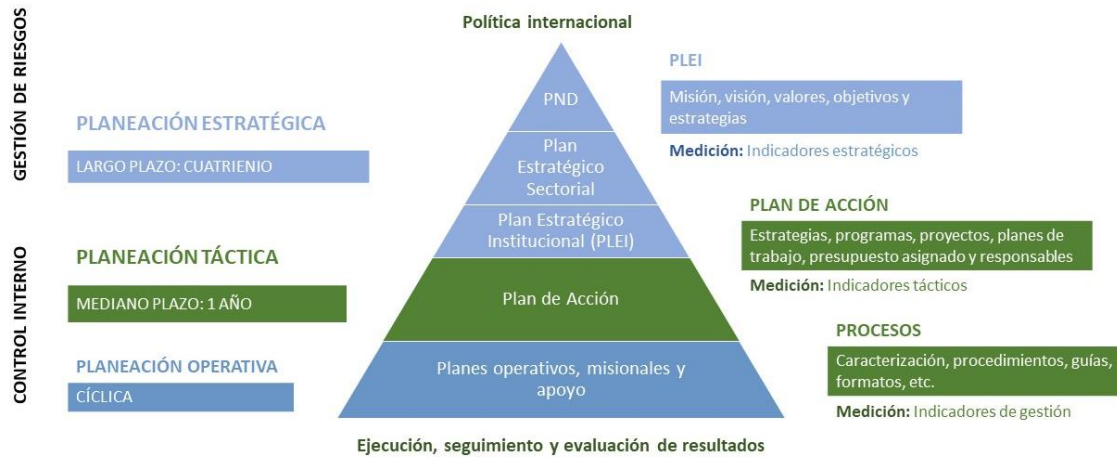 GESTIÓN DE RIESGOS
CONTROL INTERNO
Política internacional
PLANEACIÓN ESTRATÉGICA
LARGO PLAZO: CUATRIENIO
PLANEACIÓN TÁCTICA
MEDIANO PLAZO: 1 AÑO
PLANEACIÓN OPERATIVA
CÍCLICA
PND
Plan
Estratégico
Sectorial
Plan Estratégico
Institucional (PLEI)
Plan de Acción
Planes operativos, misionales y
apoyo
PLEI
Misión, visión, valores, objetivos y
estrategias
Medición: Indicadores estratégicos
PLAN DE ACCIÓN
Estrategias, programas, proyectos, planes de
trabajo, presupuesto asignado y responsables
Medición: Indicadores tácticos
PROCESOS
Caracterización, procedimientos, guías,
formatos, etc.
Medición: Indicadores de gestión
Ejecución, seguimiento y evaluación de resultados